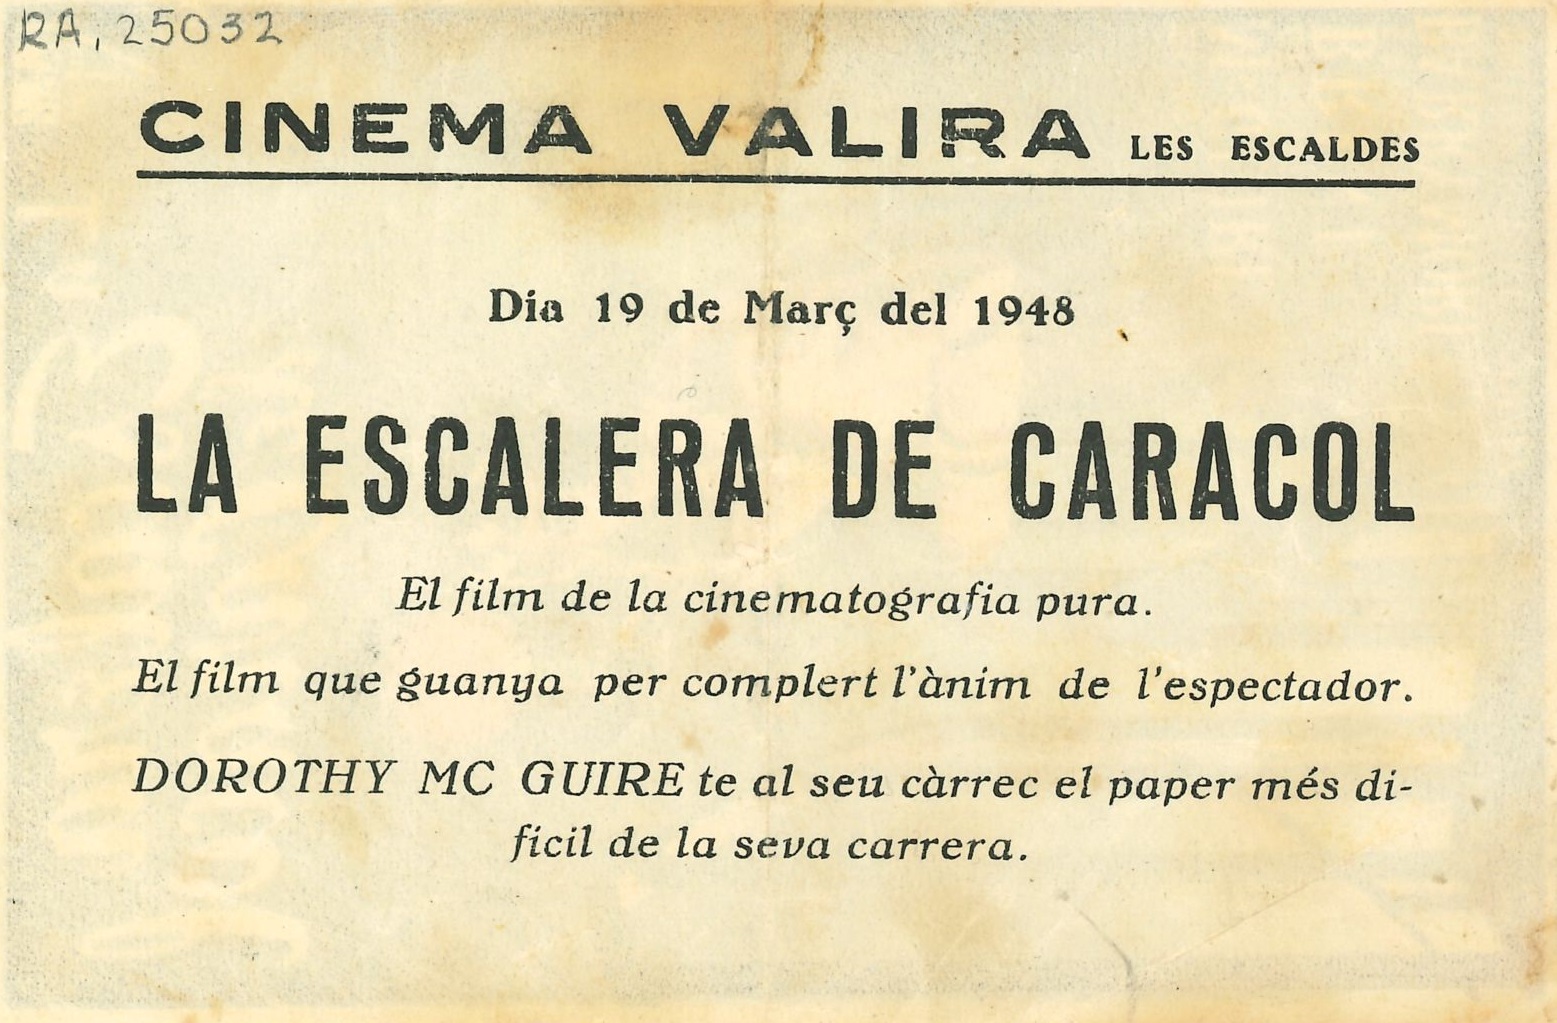 RA, 25032
CINEMA VALIRA LES ESCALDES
Dia 19 de Març del 1948
LA ESCALERA DE CARACOL
El film de la cinematografia pura.
El film que guanya per complert l'ànim de l'espectador.
DOROTHY MC GUIRE te al seu càrrec el paper més di-
ficil de la seva carrera.